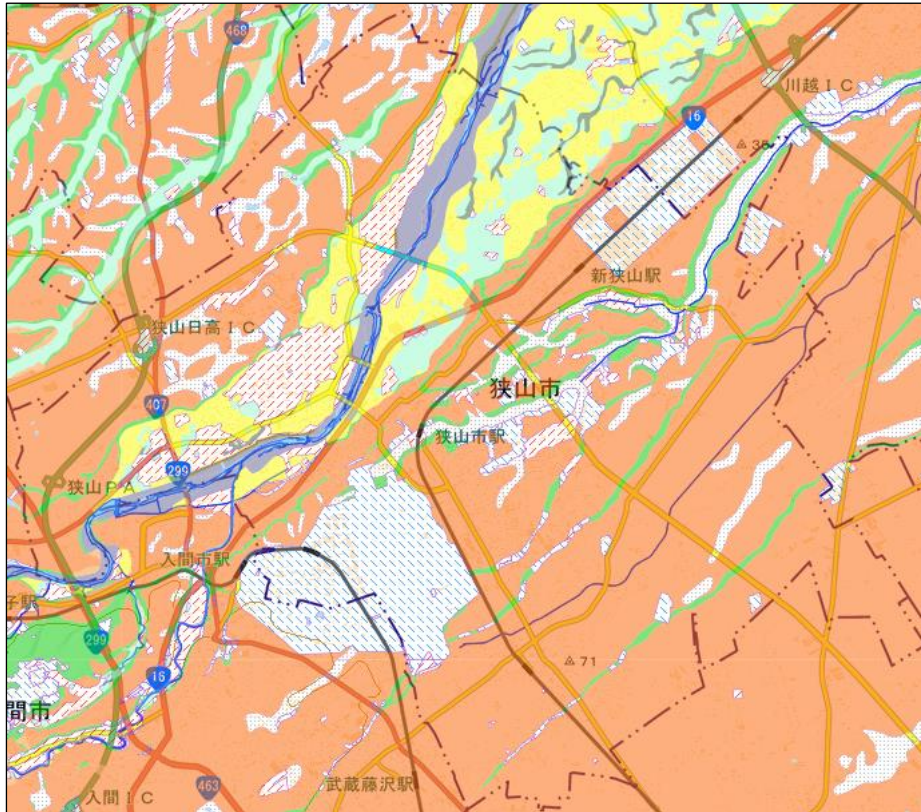 468
川越IC
16
38
新狭山駅
狭山日高IC
狭山市
407
狭山市駅
299
狭山PA
入間市駅
子駅
299
71
16
間市
武蔵藤沢駅
463
入間IC